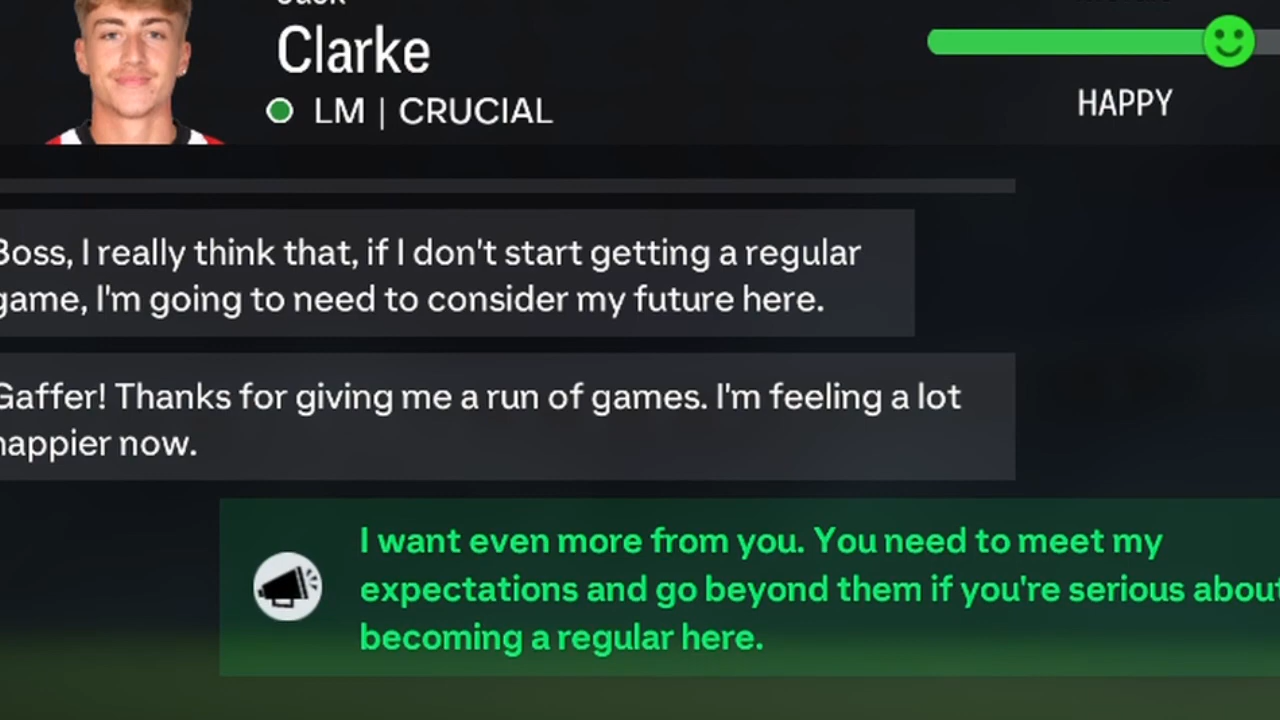 Jack
Clarke
LM | CRUCIAL
HAPPY
Boss, I really think that, if I don't start getting a regular
game, I'm going to need to consider my future here.
Gaffer! Thanks for giving me a run of games. I'm feeling a lot
happier now.
I want even more from you. You need to meet my
expectations and go beyond them if you're serious about
becoming a regular here.